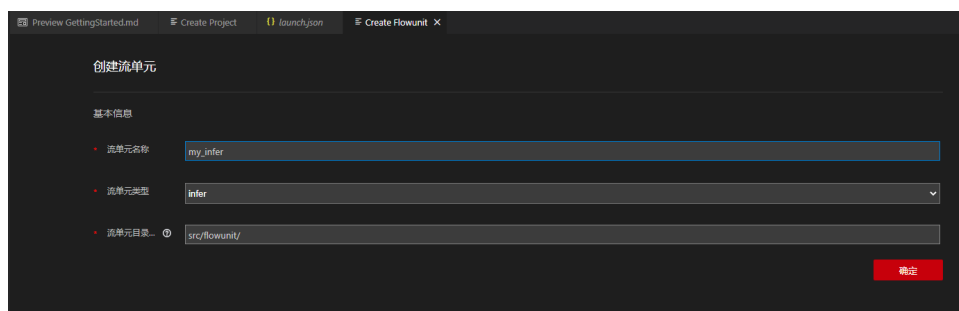 Preview GettingStarted.md Create Project {} launch.json Create Flowunit
创建流单元
基本信息
* 流单元名称 my_infer
* 流单元类型 infer
* 流单元目录... src/flowunit/
确定